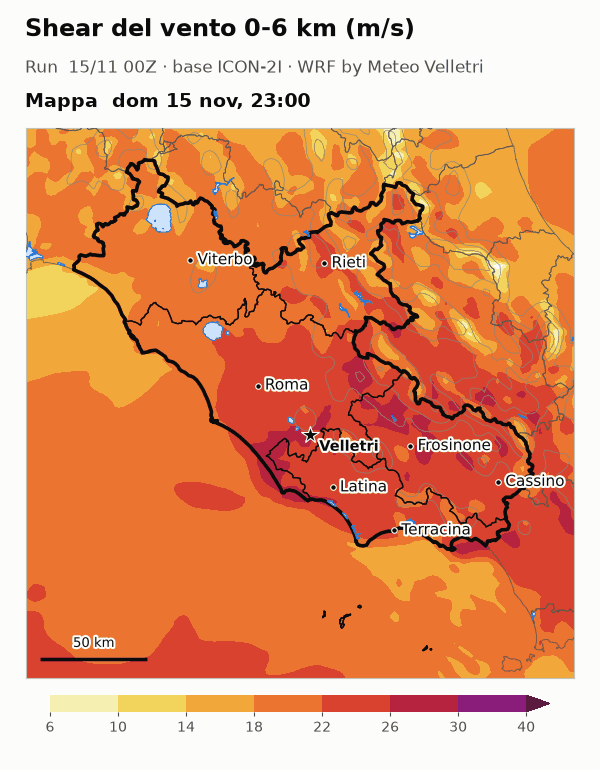 Shear del vento 0-6 km (m/s)
Run  15/11 00Z · base ICON-2I · WRF by Meteo Velletri
Mappa  dom 15 nov, 23:00
Viterbo
Rieti
Roma
Velletri
Frosinone
Cassino
Latina
Terracina
50 km
6 10 14 18 22 26 30 40